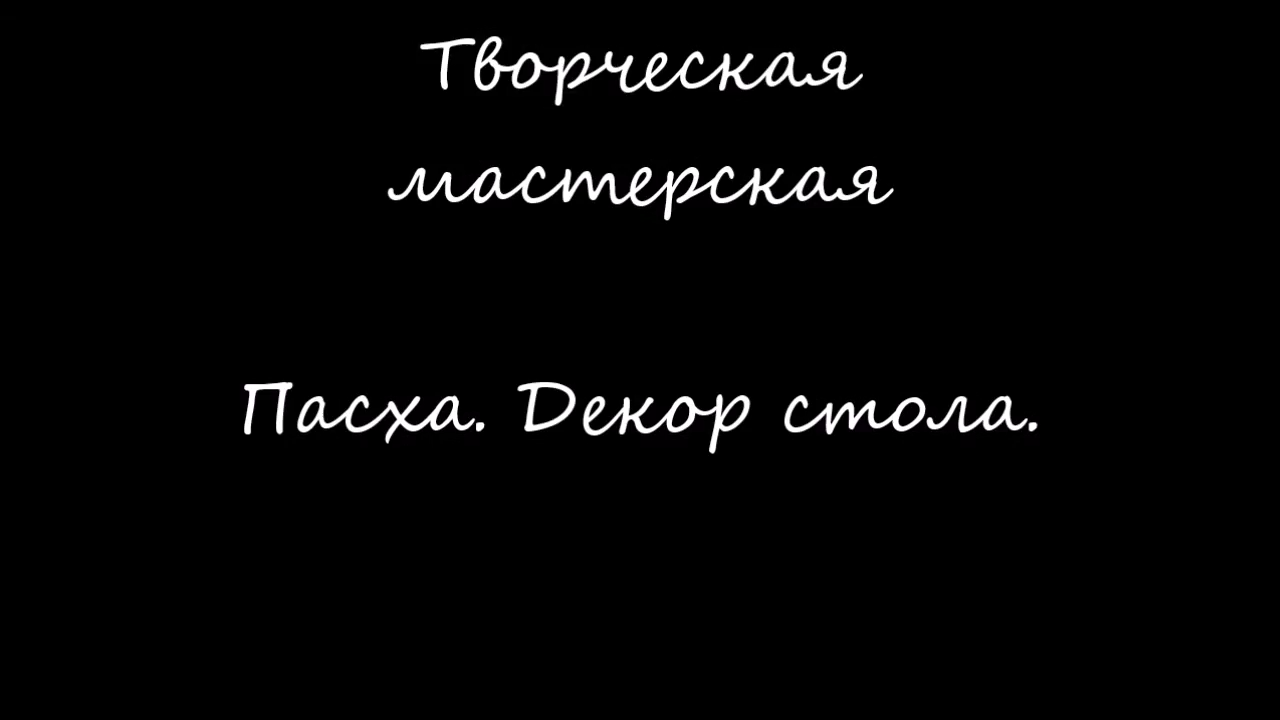 Творческая
мастерская
Пасха. Декор стола.